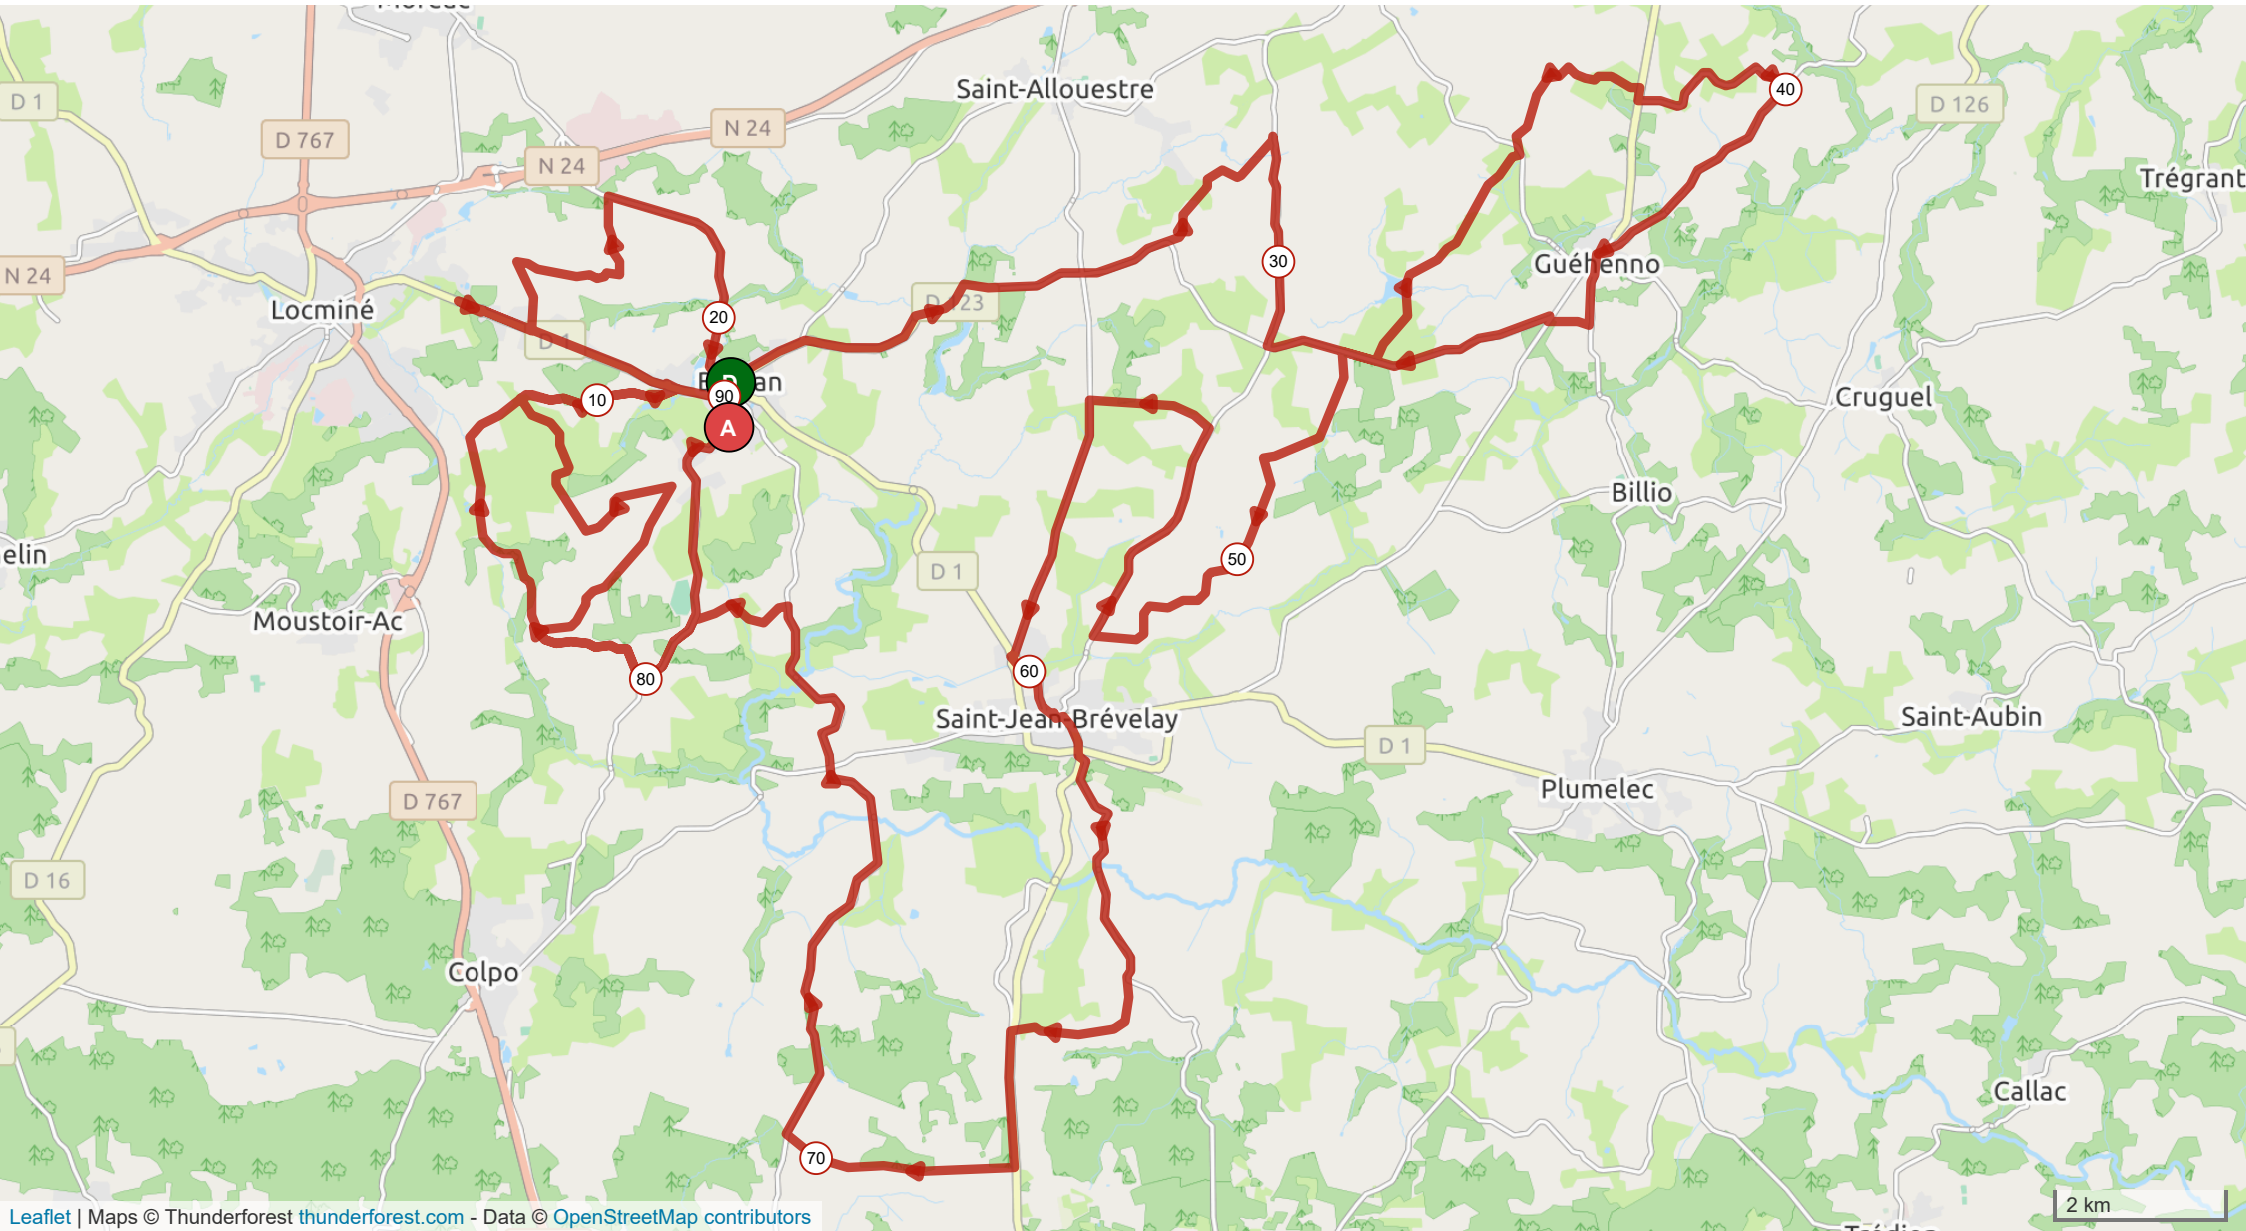 D 1
D 767
N 24
N 24
Saint-Allouestre
40
D 126
Trégrant
N 24
Locminé
20
30
Guéhenno
D 1
10
90
A
Cruguel
Billio
elin
50
D 1
Moustoir-Ac
60
80
Saint-Jean-Brévelay
D 1
Saint-Aubin
D 767
Plumelec
D 16
Colpo
Callac
70
2 km
Leaflet | Maps © Thunderforest thunderforest.com - Data © OpenStreetMap contributors